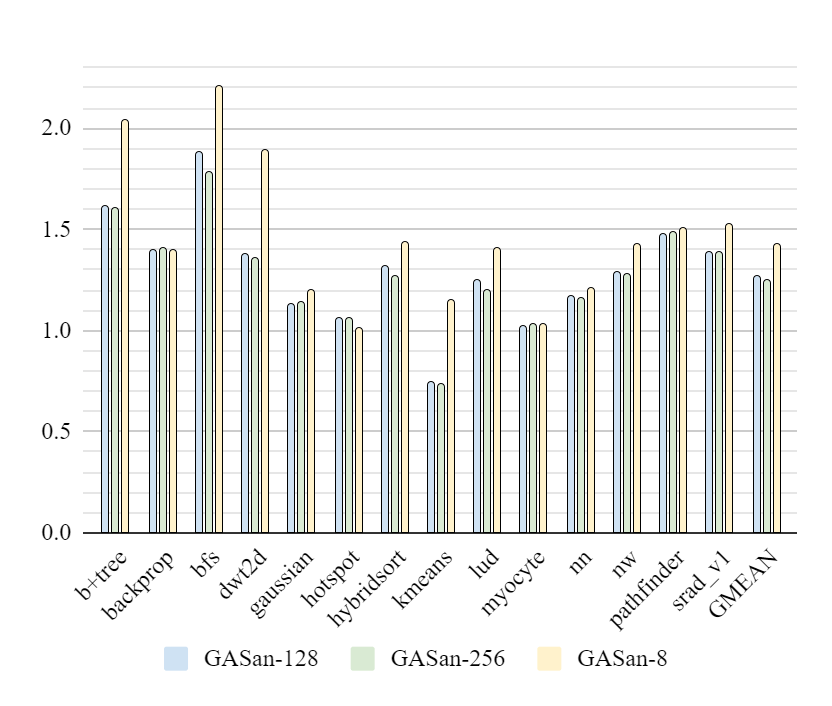 2.0
1.5
1.0
0.5
0.0
b+tree
backprop
bfs
dwt2d
gaussian
hotspot
hybridsort
kmeans
lud
myocyte
nn
nw
pathfinder
srad_v1
GMEAN
GASan-128 GASan-256 GASan-8